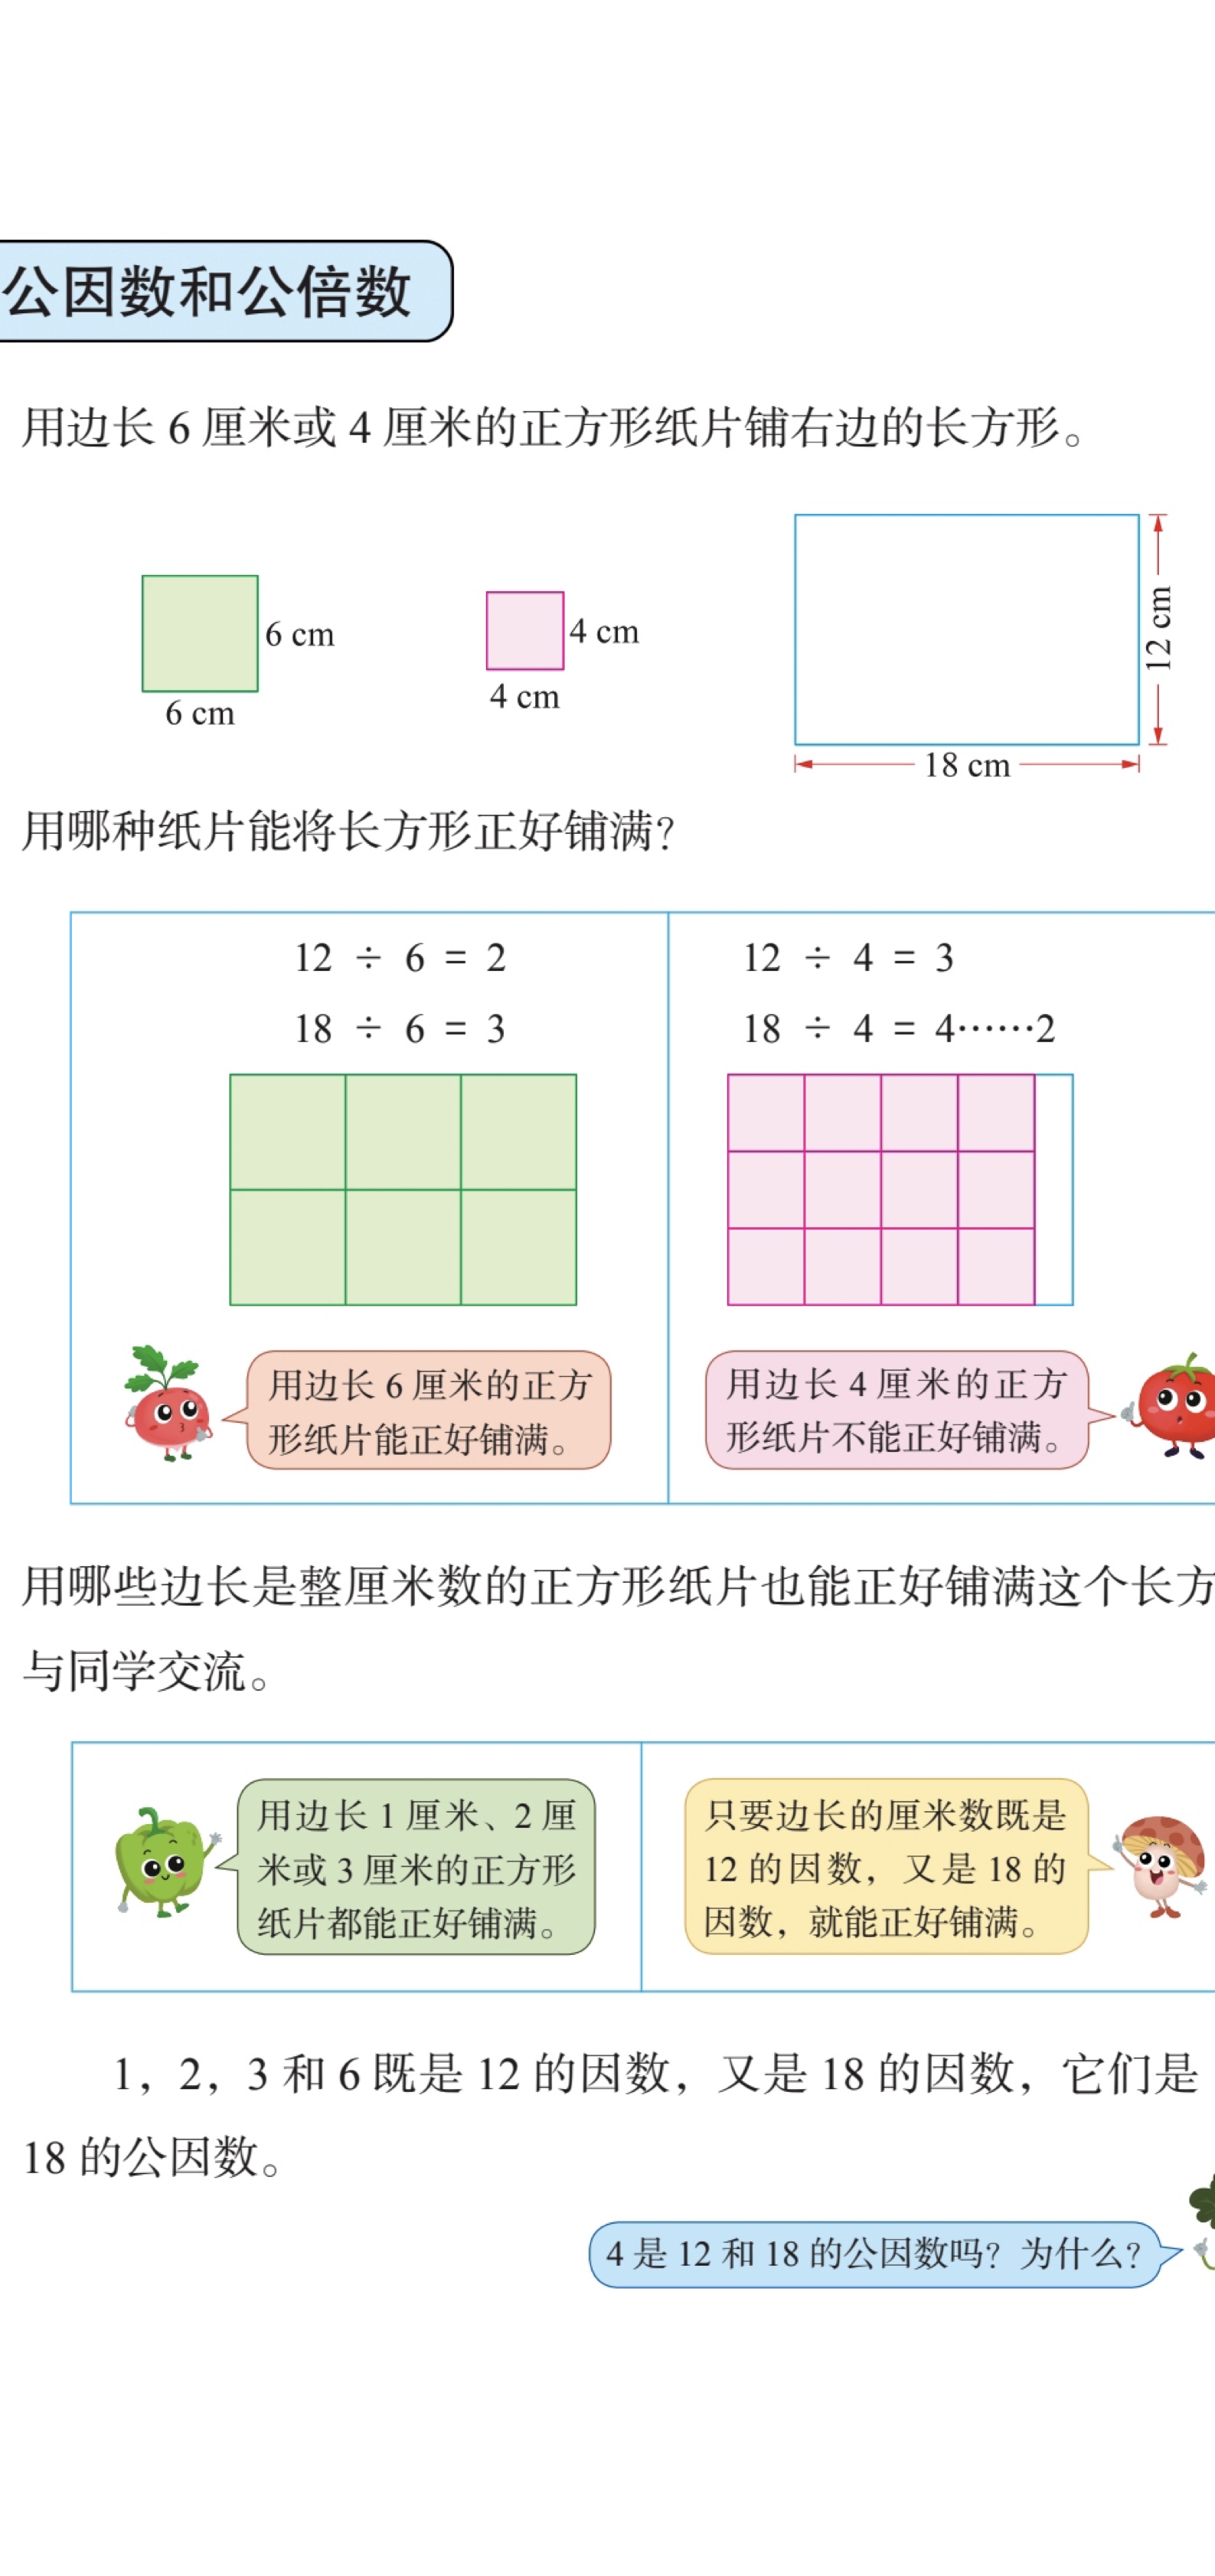 公因数和公倍数
用边长 6 厘米或 4 厘米的正方形纸片铺右边的长方形。
6 cm
6 cm
4 cm
4 cm
12 cm
18 cm
用哪种纸片能将长方形正好铺满？
12 ÷ 6 = 2
18 ÷ 6 = 3
12 ÷ 4 = 3
18 ÷ 4 = 4……2
用边长 6 厘米的正方
形纸片能正好铺满。
用边长 4 厘米的正方
形纸片不能正好铺满。
用哪些边长是整厘米数的正方形纸片也能正好铺满这个长方
与同学交流。
用边长 1 厘米、2 厘
米或 3 厘米的正方形
纸片都能正好铺满。
只要边长的厘米数既是
12 的因数，又是 18 的
因数，就能正好铺满。
1，2，3 和 6 既是 12 的因数，又是 18 的因数，它们是
18 的公因数。
4 是 12 和 18 的公因数吗？为什么？